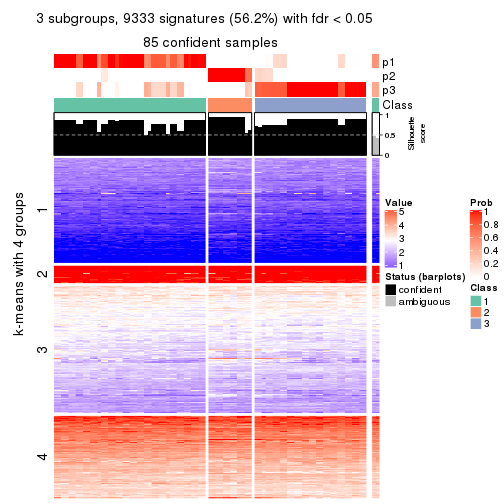 3 subgroups, 9333 signatures (56.2%) with fdr < 0.05
85 confident samples
p1
p2
p3
Class
1
0.5
0
Silhouette
score
k-means with 4 groups
1
2
3
4
Value
5
4
3
2
1
Status (barplots)
confident
ambiguous
Prob
1
0.8
0.6
0.4
0.2
0
Class
1
2
3